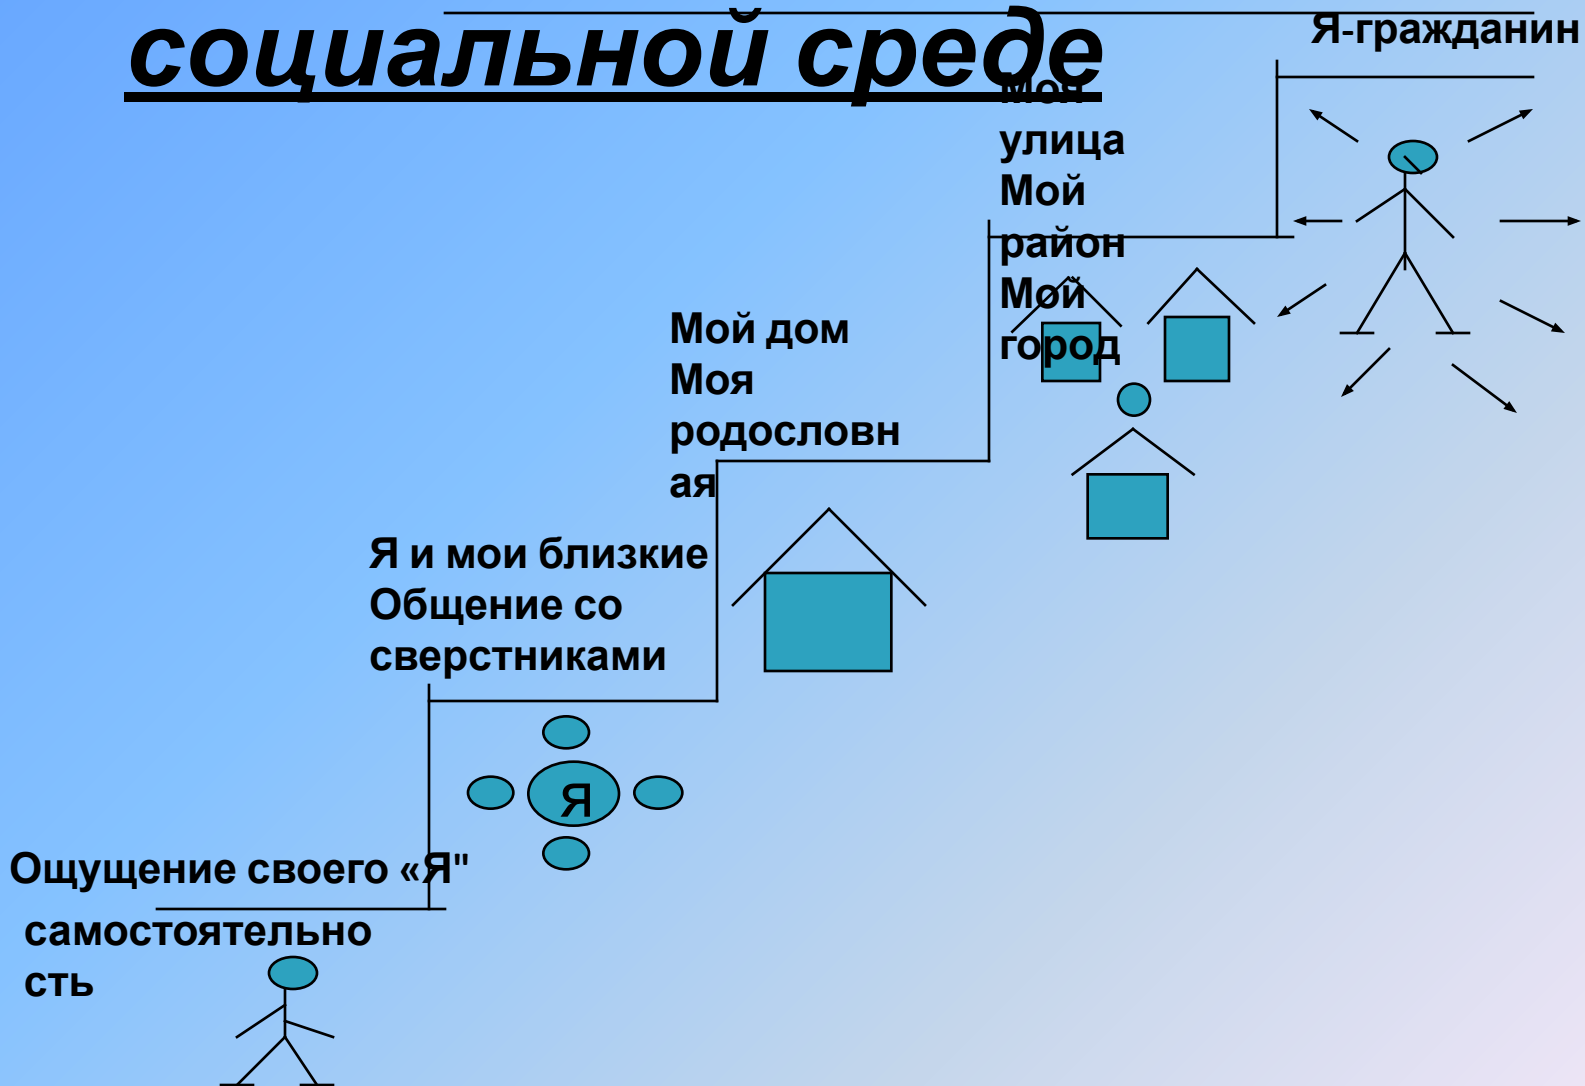 социальной среде
Я-гражданин
Моя
улица
Мой
район
Мой
город
Мой дом
Моя
родословн
ая
Я и мои близкие
Общение со
сверстниками
Я
Ощущение своего «Я"
самостоятельно
сть